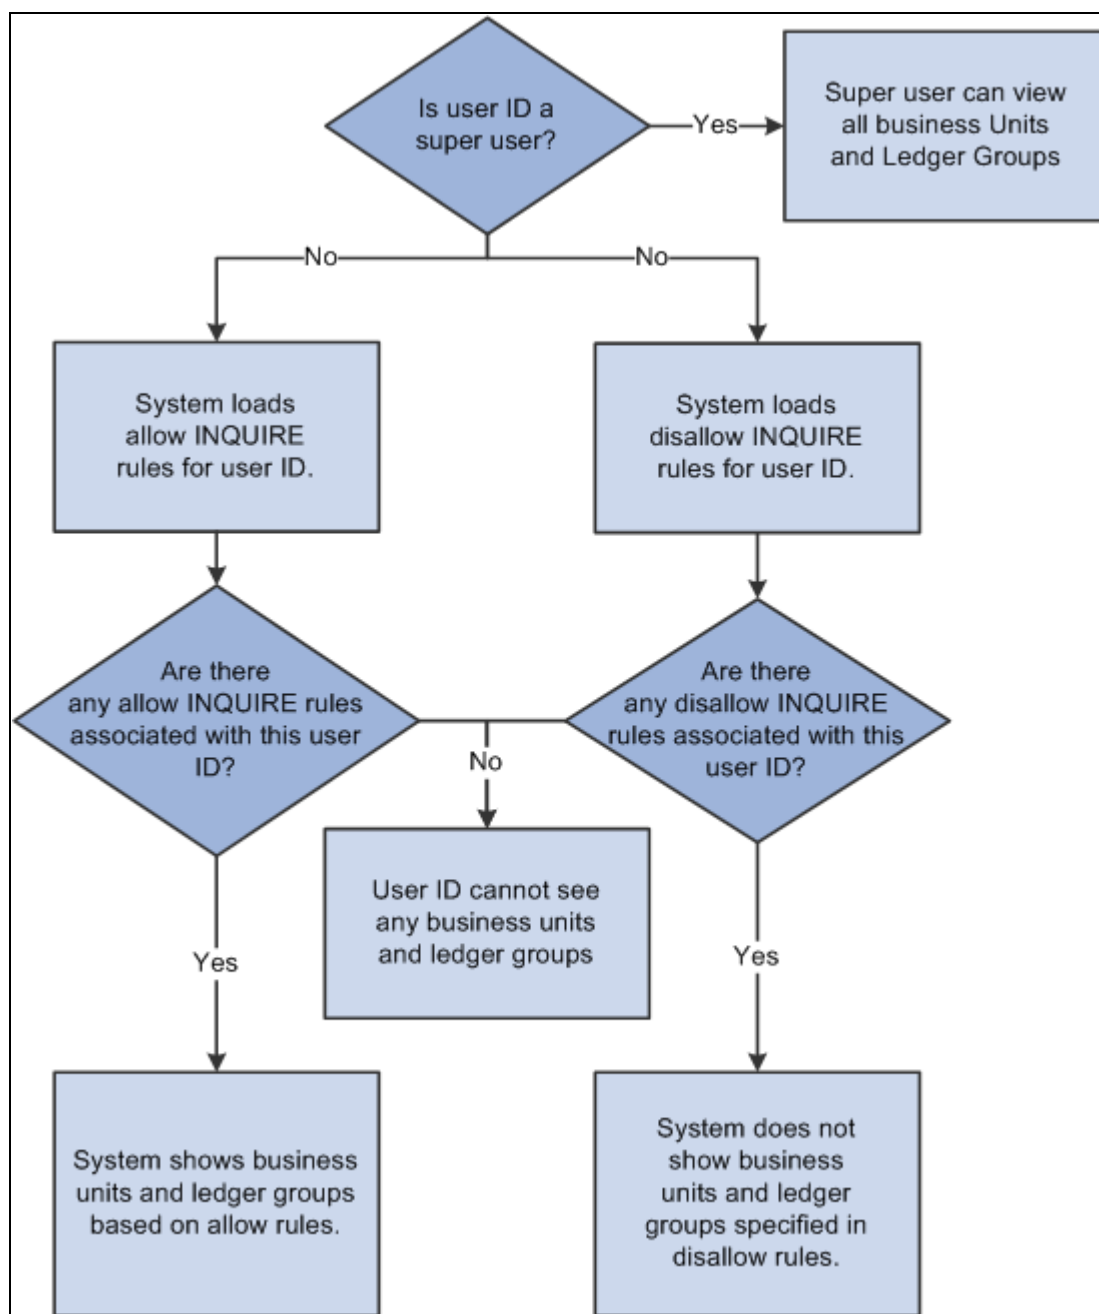 Is user ID a
super user?
Yes
Super user can view
all business Units
and Ledger Groups
No
No
System loads
allow INQUIRE
rules for user ID.
System loads
disallow INQUIRE
rules for user ID.
Are there
any allow INQUIRE rules
associated with this user
ID?
Are there
any disallow INQUIRE
rules associated with this
user ID?
No
User ID cannot see
any business units
and ledger groups
Yes
Yes
System shows business
units and ledger groups
based on allow rules.
System does not
show business
units and ledger
groups specified in
disallow rules.